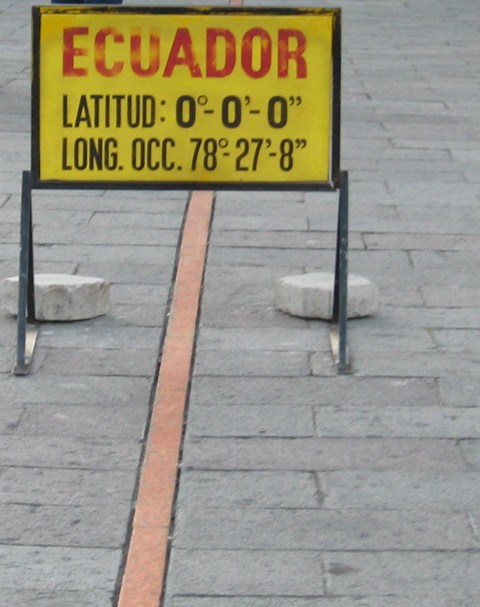 ECUADOR
LATITUD: 0°-0'-0"
LONG. OCC. 78°-27'-8"